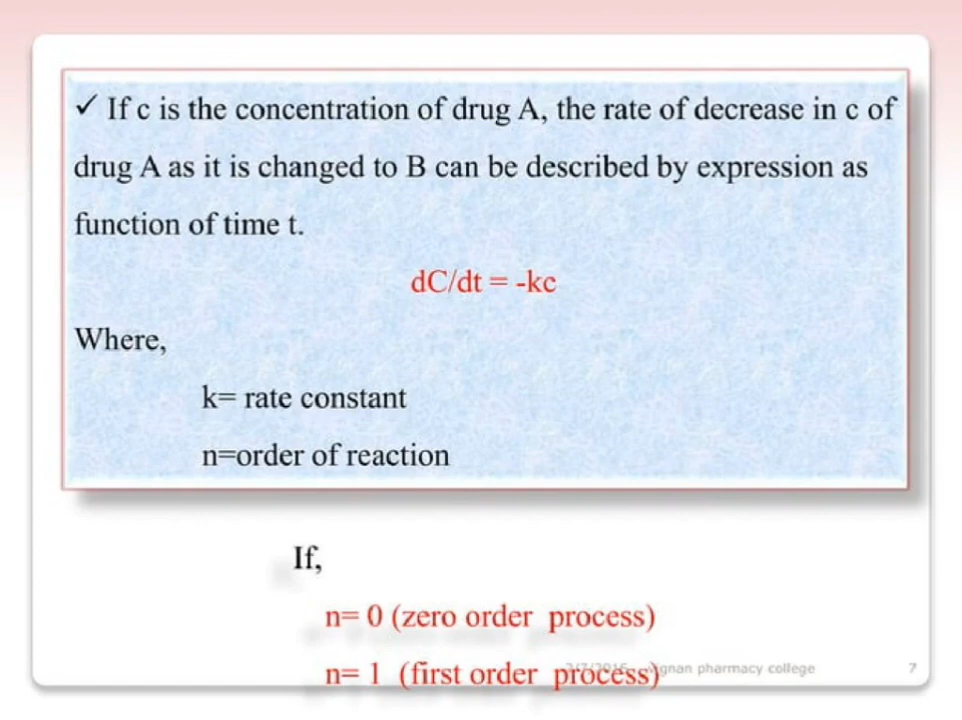 ✓ If c is the concentration of drug A, the rate of decrease in c of
drug A as it is changed to B can be described by expression as
function of time t.
dC/dt = -kc
Where,
k= rate constant
n=order of reaction
If,
n= 0 (zero order process)
n= 1 (first order process)
pharmacy college
7